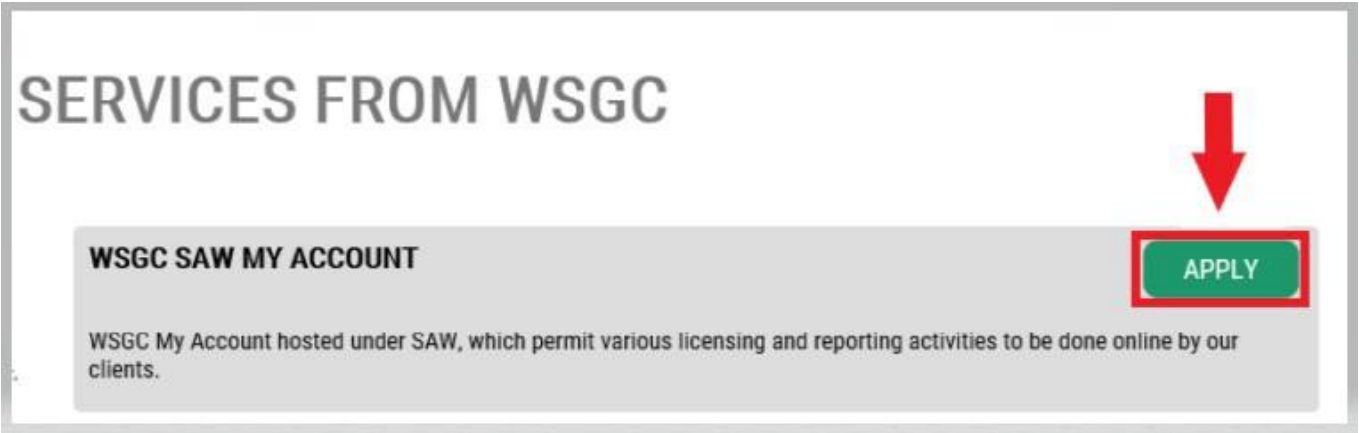 SERVICES FROM WSGC
WSGC SAW MY ACCOUNT
APPLY
WSGC My Account hosted under SAW, which permit various licensing and reporting activities to be done online by our
clients.